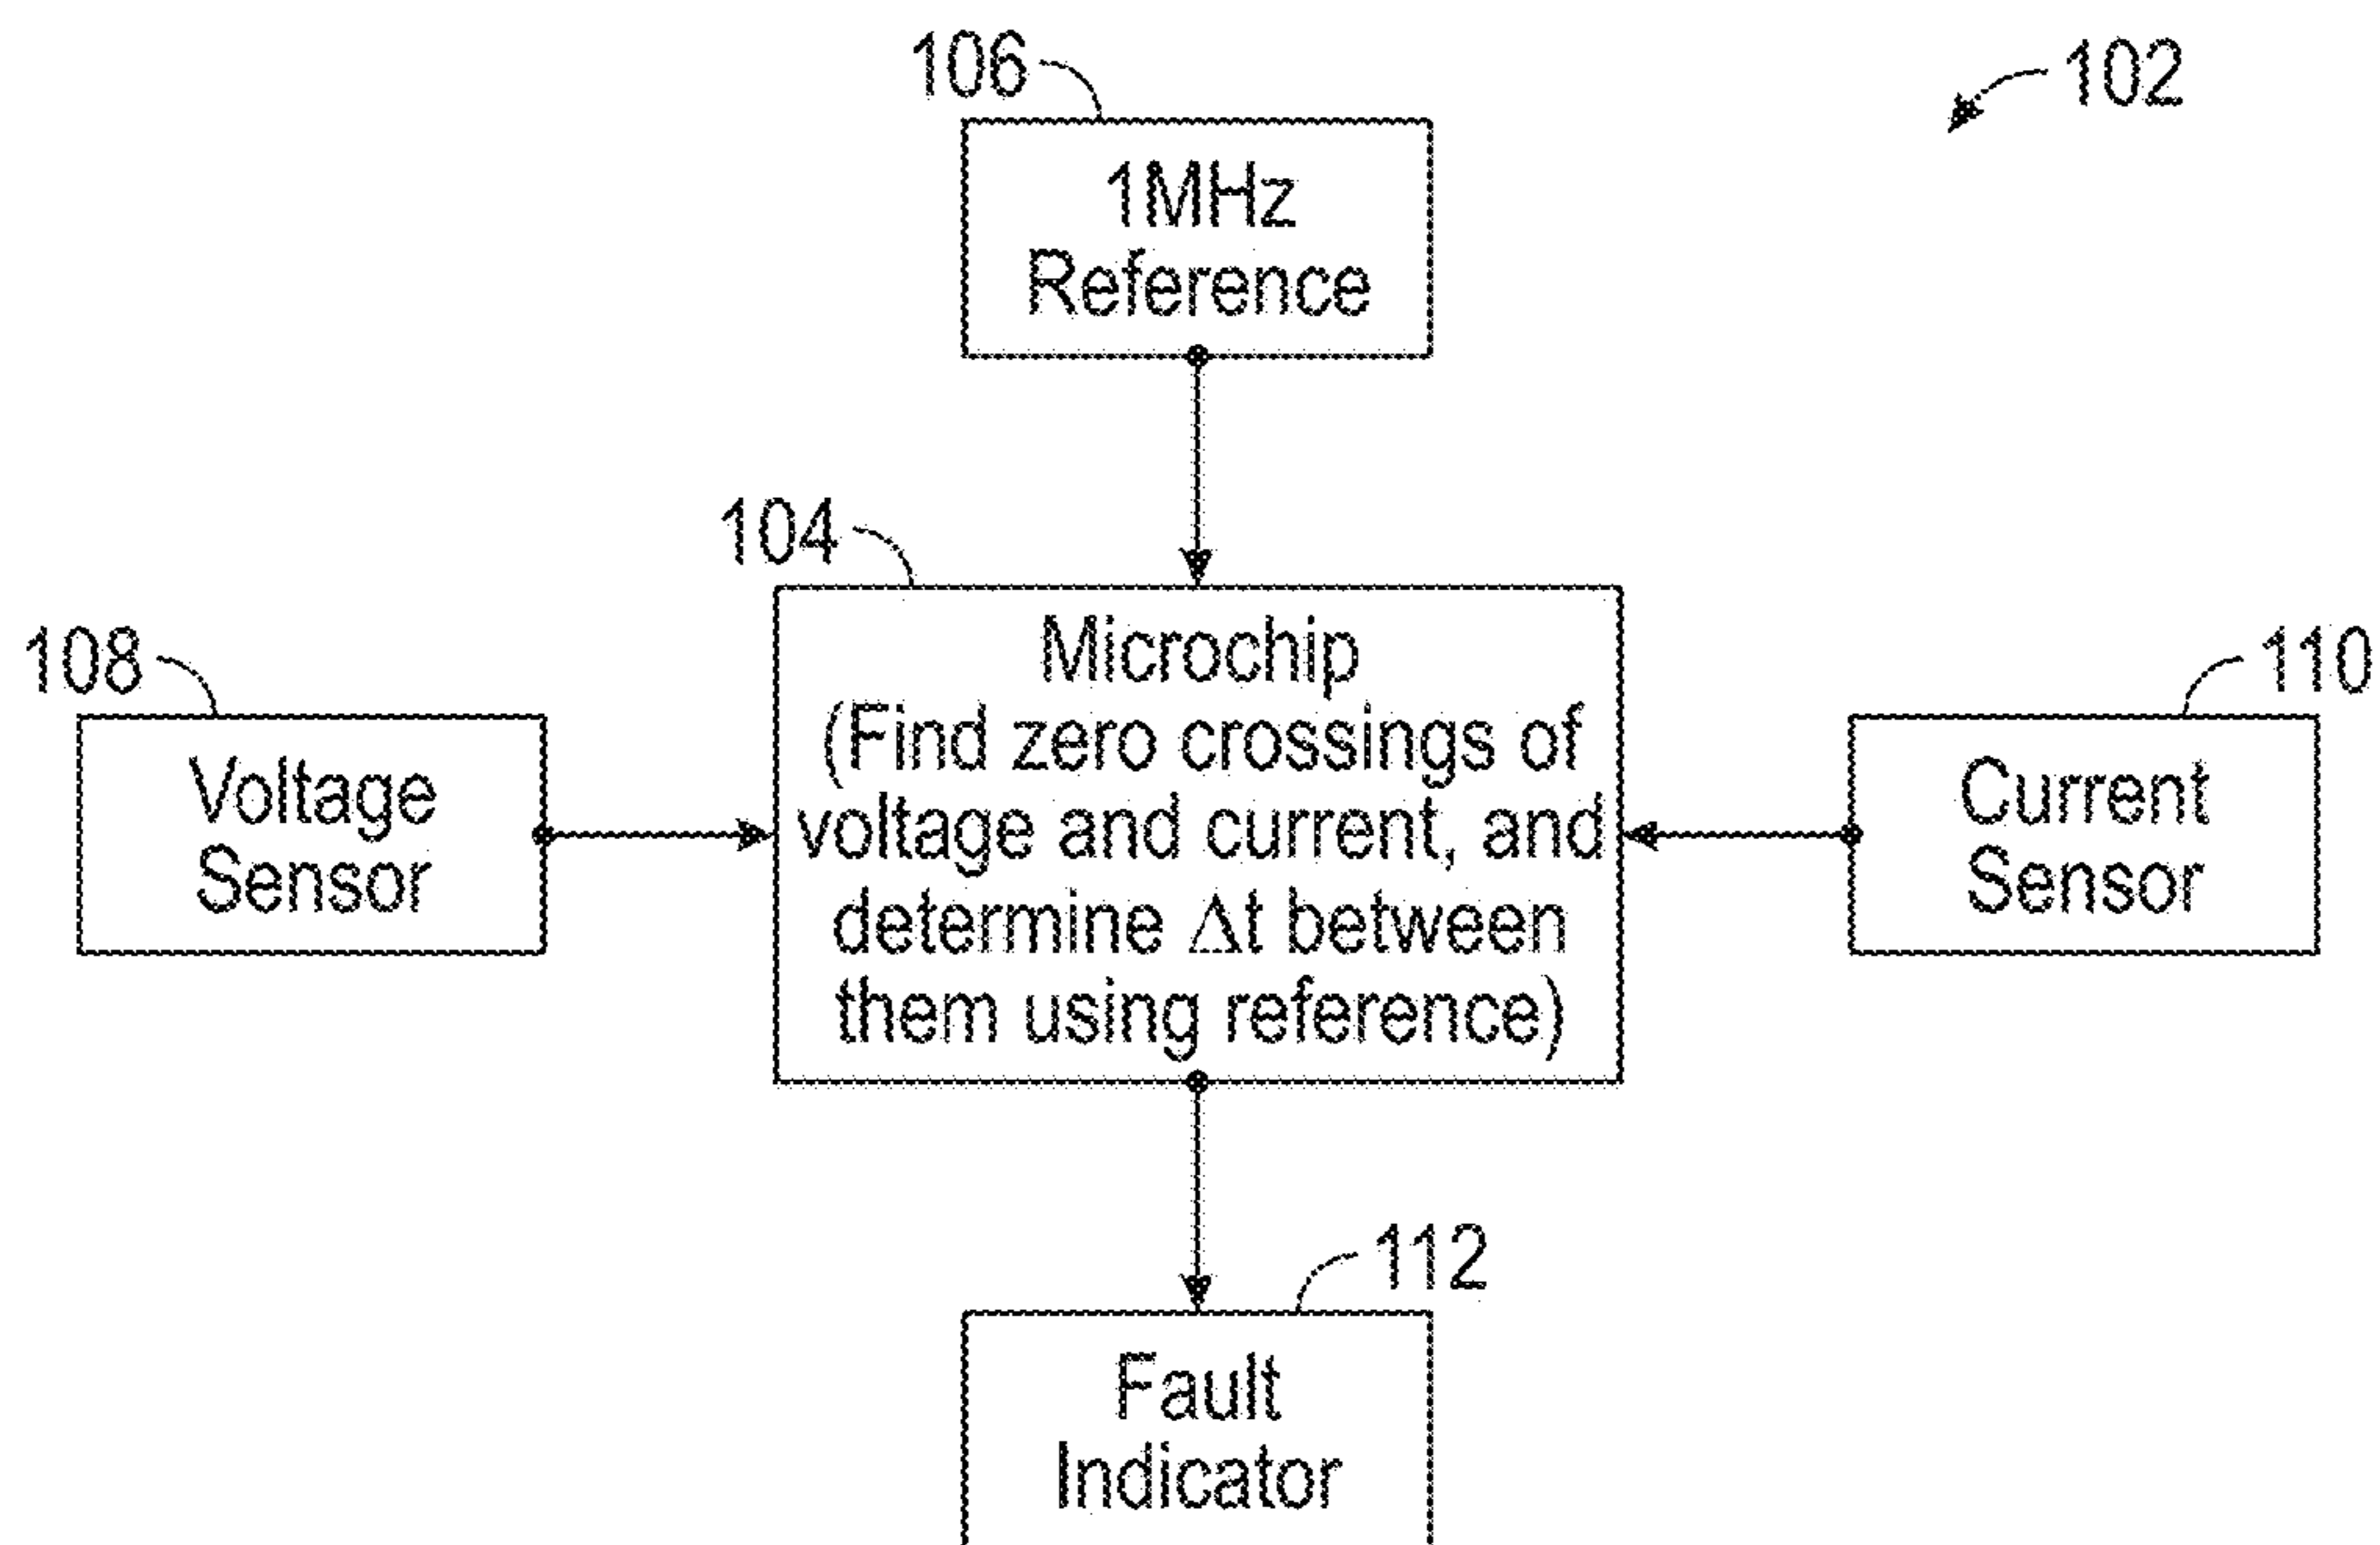 106
102
1MHz
Reference
104
Microchip
(Find zero crossings of
voltage and current, and
determine Δt between
them using reference)
108
Voltage
Sensor
110
Current
Sensor
112
Fault
Indicator